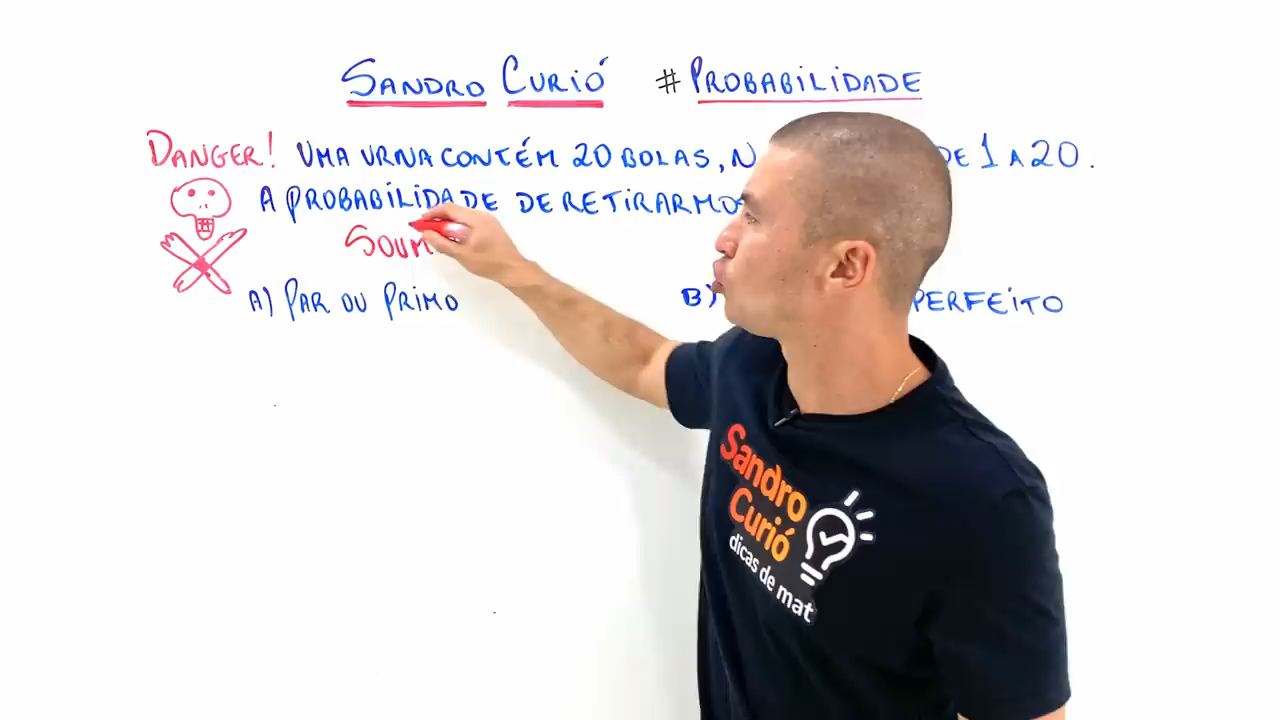 SANDRO CURIÓ #PROBABILIDADE
DANGER! UMA URNA CONTÉM 20 BOLAS, DE 1 A 20.
A PROBABILIDADE DE RETIRARMOS
A) PAR OU PRIMO B) PERFEITO
Sandro
Curió
dicas de mat